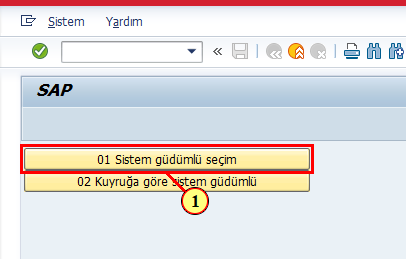 Sistem Yardım
SAP
01 Sistem güdümlü seçim
02 Kuyruğa göre sistem güdümlü
1